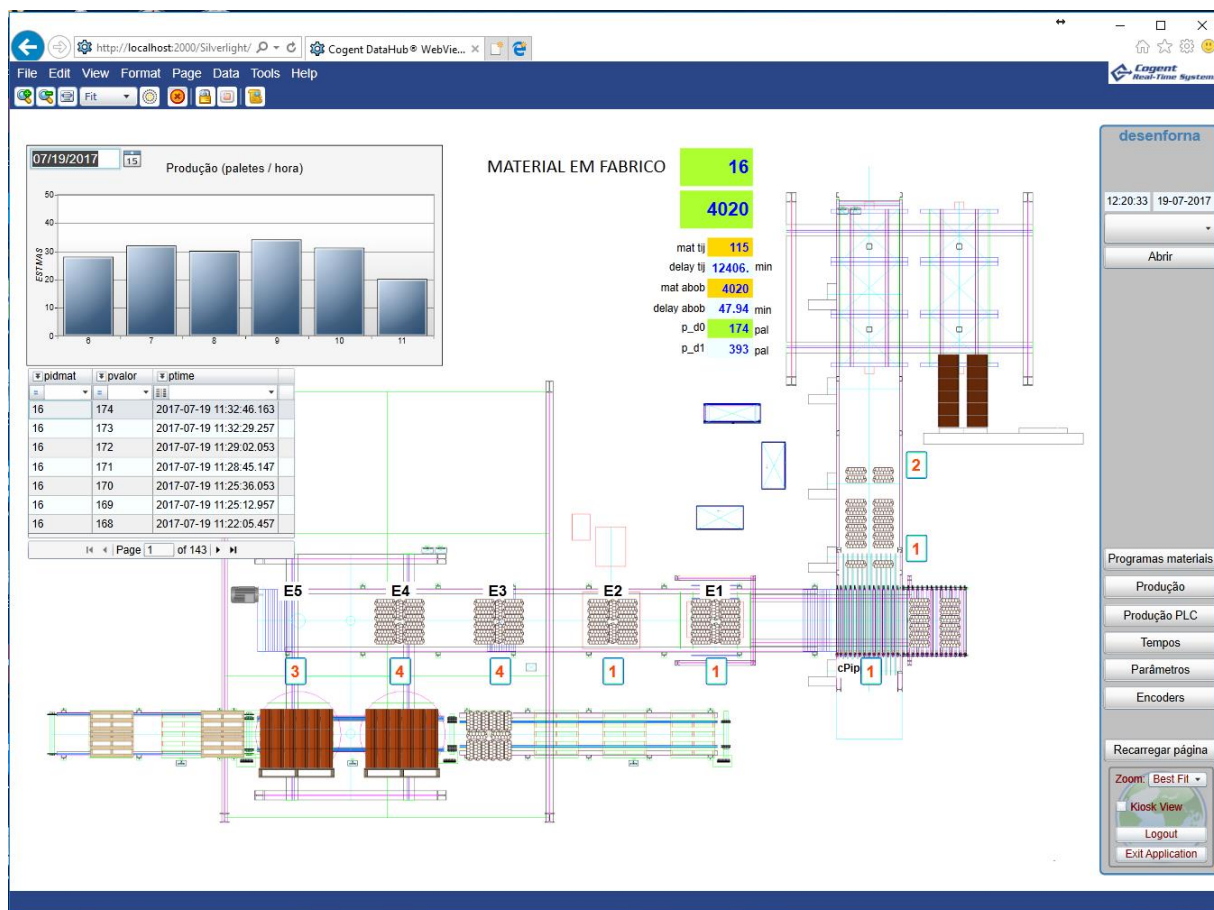 http://localhost:2000/Silverlight/
Cogent DataHub® WebVie...
File Edit View Format Page Data Tools Help
Cogent
Real-Time System
Fit
07/19/2017
15
Produção (paletes / hora)
50
40
30
20
10
0
6 7 8 9 10 11
MATERIAL EM FABRICO 16
4020
mat tij 115
delay tij 12406. min
mat abob 4020
delay abob 47.94 min
p_d0 174 pal
p_d1 393 pal
pidmat pvalor ptime
16 174 2017-07-19 11:32:46.163
16 173 2017-07-19 11:32:29.257
16 172 2017-07-19 11:29:02.053
16 171 2017-07-19 11:28:45.147
16 170 2017-07-19 11:25:36.053
16 169 2017-07-19 11:25:12.957
16 168 2017-07-19 11:22:05.457
Page 1 of 143
2
1
E5 E4 E3 E2 E1
3 4 4 1 1 cPip 1
desenforna
12:20:33 19-07-2017
Abrir
Programas materiais
Produção
Produção PLC
Tempos
Parâmetros
Encoders
Recarregar página
Zoom: Best Fit
Kiosk View
Logout
Exit Application